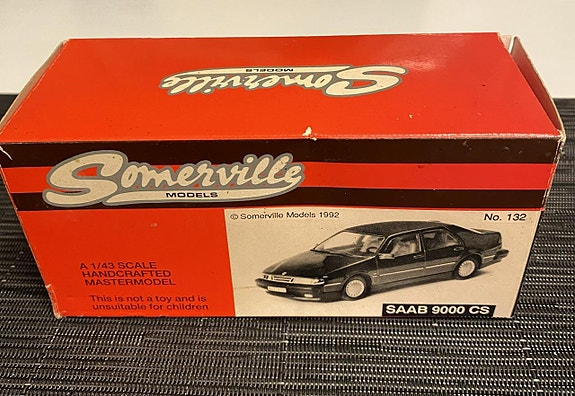 Somerville
MODELS
Somerville
MODELS
© Somerville Models 1992
No. 132
A 1/43 SCALE
HANDCRAFTED
MASTERMODEL
This is not a toy and is
unsuitable for children
SAAB 9000 CS